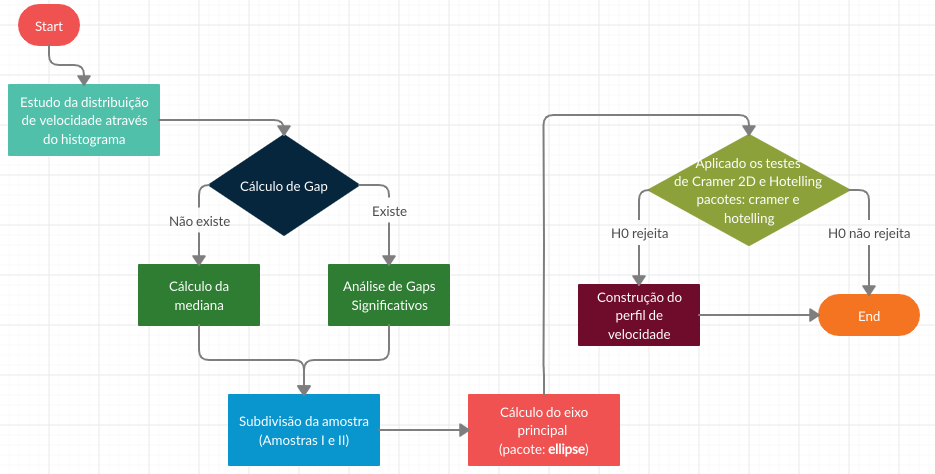 Start
Estudo da distribuição
de velocidade através
do histograma
Cálculo de Gap
Não existe
Existe
Cálculo da
mediana
Análise de Gaps
Significativos
Subdivisão da amostra
(Amostras I e II)
Cálculo do eixo
principal
(pacote: ellipse)
Aplicado os testes
de Cramer 2D e Hotelling
pacotes: cramer e
hotelling
H0 rejeita
H0 não rejeita
Construção do
perfil de
velocidade
End